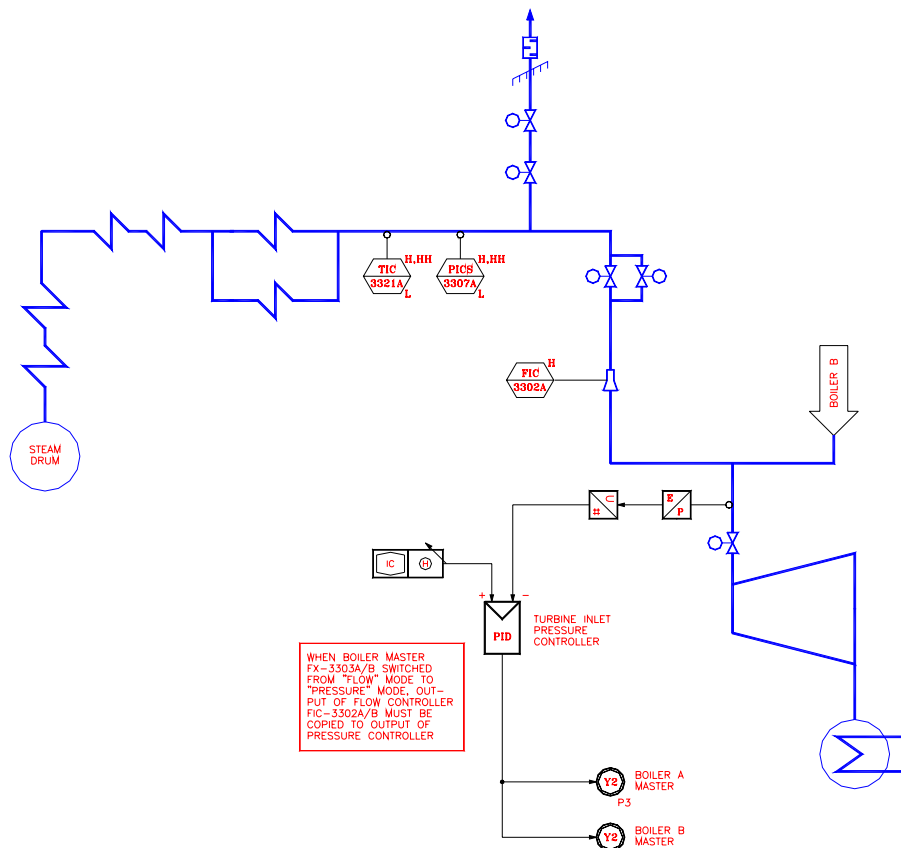 H,HH
TIC
3321A
L
H,HH
PICS
3307A
L
H
FIC
3302A
BOILER B
STEAM
DRUM
E
P
U
#
IC
H
+
−
PID
TURBINE INLET
PRESSURE
CONTROLLER
WHEN BOILER MASTER
FX-3303A/B SWITCHED
FROM "FLOW" MODE TO
"PRESSURE" MODE, OUT-
PUT OF FLOW CONTROLLER
FIC-3302A/B MUST BE
COPIED TO OUTPUT OF
PRESSURE CONTROLLER
Y2
BOILER A
MASTER
P3
Y2
BOILER B
MASTER